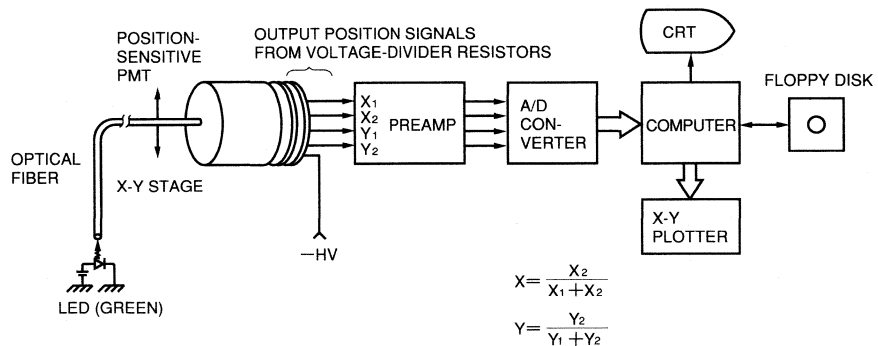 POSITION-
SENSITIVE
PMT
OUTPUT POSITION SIGNALS
FROM VOLTAGE-DIVIDER RESISTORS
CRT
FLOPPY DISK
X₁
X₂
Y₁
Y₂
PREAMP
A/D
CON-
VERTER
COMPUTER
OPTICAL
FIBER
X-Y STAGE
X-Y
PLOTTER
−HV
LED (GREEN)
X = X₂ / (X₁ + X₂)
Y = Y₂ / (Y₁ + Y₂)